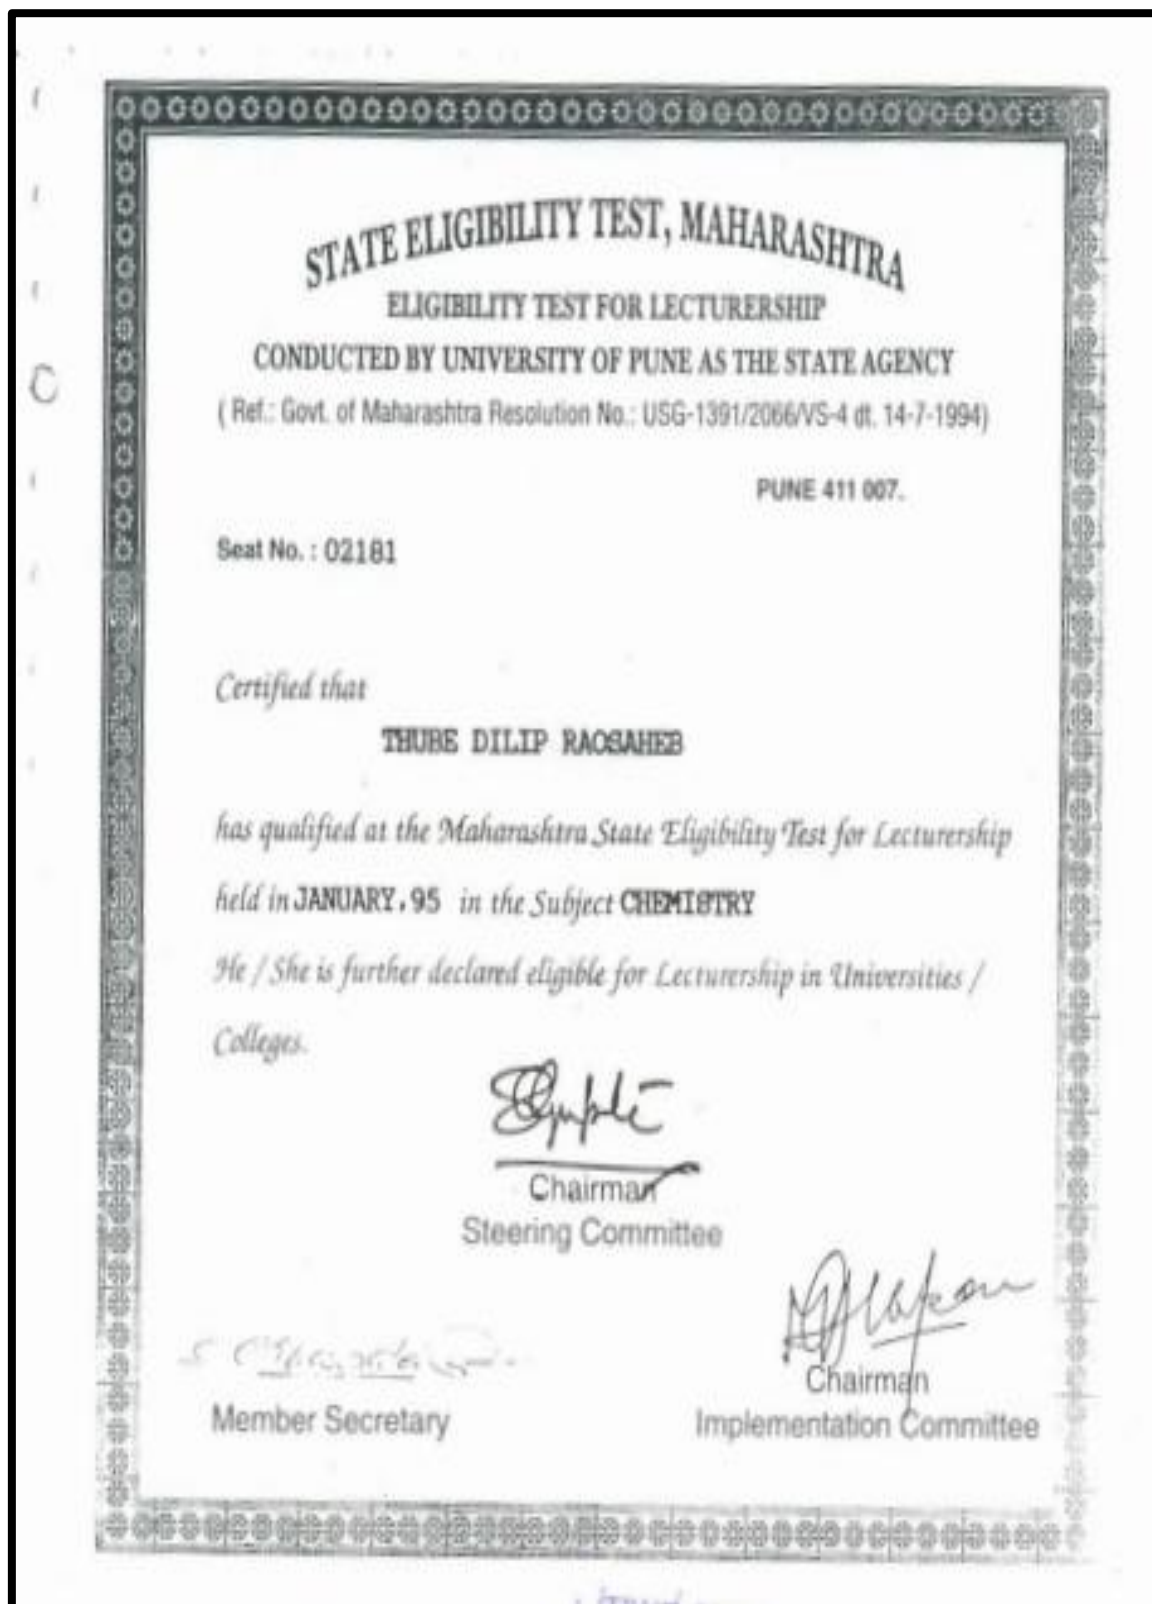 STATE ELIGIBILITY TEST, MAHARASHTRA
ELIGIBILITY TEST FOR LECTURERSHIP
CONDUCTED BY UNIVERSITY OF PUNE AS THE STATE AGENCY
( Ref.: Govt. of Maharashtra Resolution No.: USG-1391/2066/VS-4 dt. 14-7-1994)
PUNE 411 007.
Seat No. : 02181
Certified that
THUBE DILIP RAOSAHEB
has qualified at the Maharashtra State Eligibility Test for Lecturership
held in JANUARY.95 in the Subject CHEMISTRY
He / She is further declared eligible for Lecturership in Universities /
Colleges.
Chairman
Steering Committee
Chairman
Member Secretary
Implementation Committee